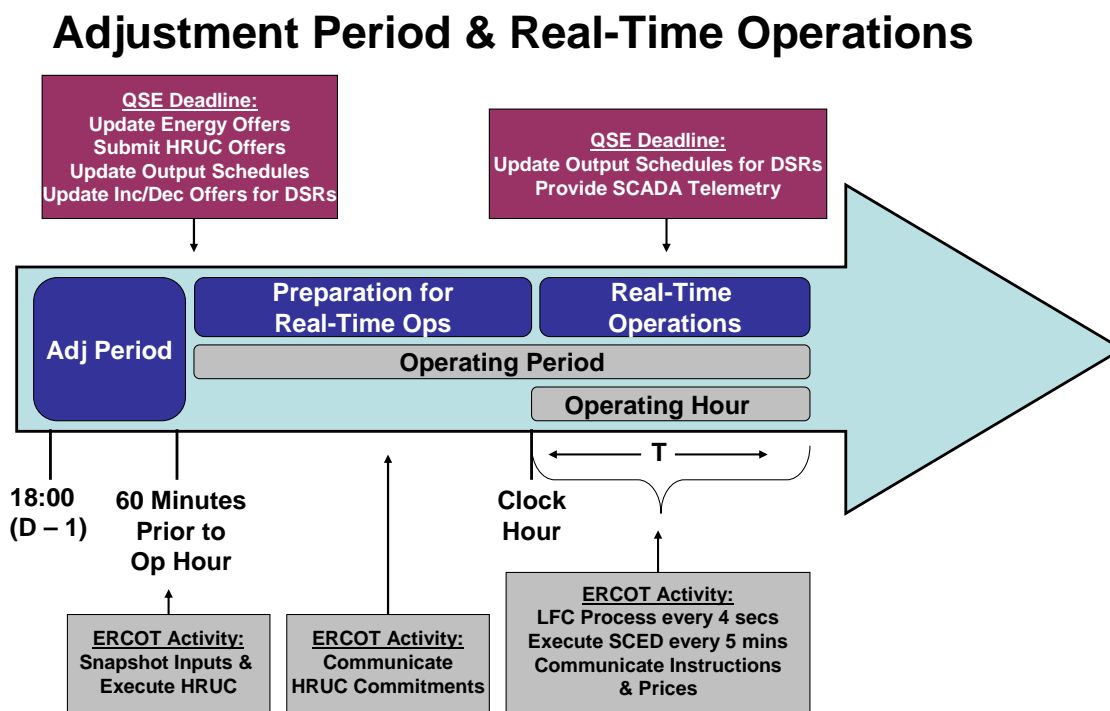 Adjustment Period & Real-Time Operations
QSE Deadline:
Update Energy Offers
Submit HRUC Offers
Update Output Schedules
Update Inc/Dec Offers for DSRs
QSE Deadline:
Update Output Schedules for DSRs
Provide SCADA Telemetry
Adj Period
Preparation for
Real-Time Ops
Real-Time
Operations
Operating Period
Operating Hour
T
18:00
(D – 1)
60 Minutes
Prior to
Op Hour
Clock
Hour
ERCOT Activity:
Snapshot Inputs &
Execute HRUC
ERCOT Activity:
Communicate
HRUC Commitments
ERCOT Activity:
LFC Process every 4 secs
Execute SCED every 5 mins
Communicate Instructions
& Prices